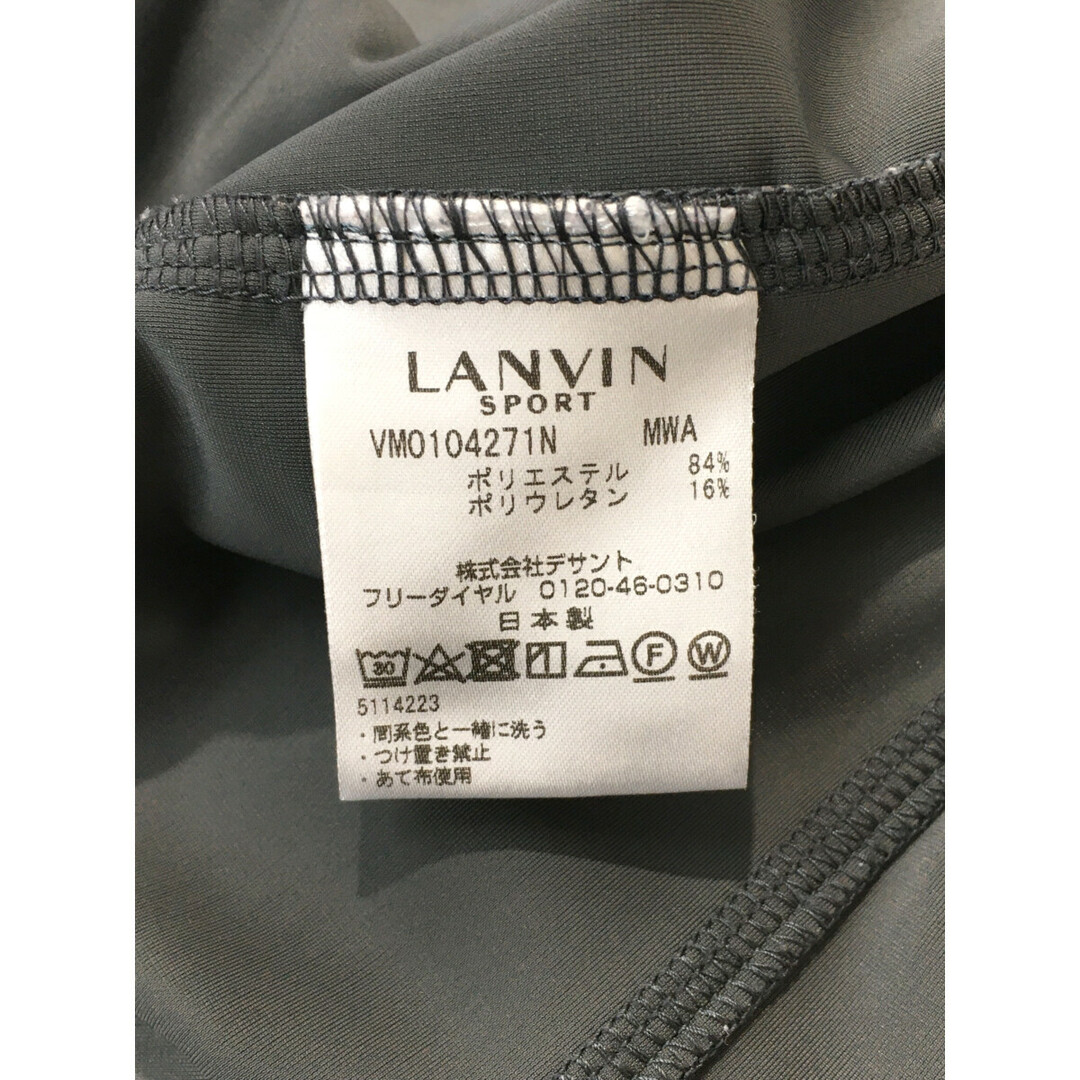 LANVIN
SPORT
VM0104271N MWA
ポリエステル 84%
ポリウレタン 16%
株式会社デサント
フリーダイヤル 0120-46-0310
日本製
30 F W
5114223
・同系色と一緒に洗う
・つけ置き禁止
・あて布使用